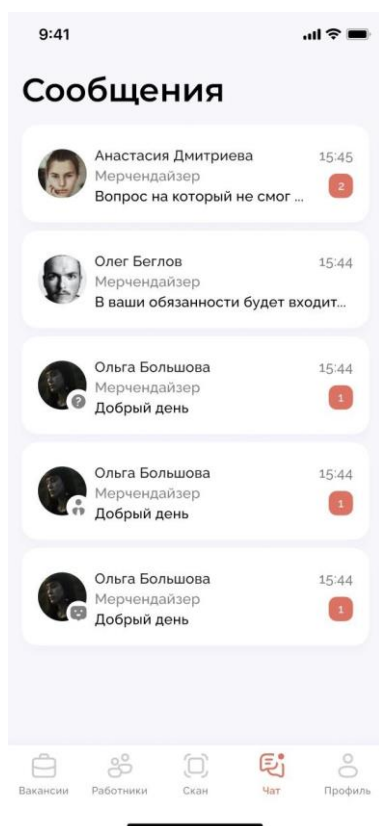 9:41
Сообщения
Анастасия Дмитриева 15:45
Мерчендайзер 2
Вопрос на который не смог ...
Олег Беглов 15:44
Мерчендайзер
В ваши обязанности будет входит...
Ольга Большова 15:44
Мерчендайзер 1
Добрый день
?
Ольга Большова 15:44
Мерчендайзер 1
Добрый день
Ольга Большова 15:44
Мерчендайзер 1
Добрый день
Вакансии Работники Скан Чат Профиль